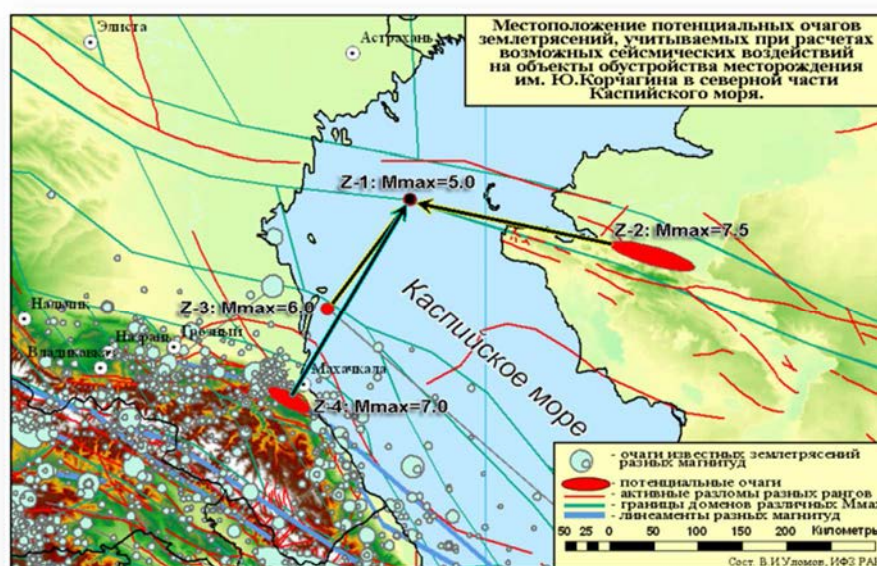 Местоположение потенциальных очагов
землетрясений, учитываемых при расчетах
возможных сейсмических воздействий
на объекты обустройства месторождения
им. Ю.Корчагина в северной части
Каспийского моря.
Элиста
Астрахань
Z-1: Mmax=5.0
Z-2: Mmax=7.5
Z-3: Mmax=6.0
Нальчик
Назрань
Грозный
Владикавказ
Махачкала
Z-4: Mmax=7.0
Каспийское море
- очаги известных землетрясений
разных магнитуд
- потенциальные очаги
- активные разломы разных рангов
- границы доменов различных Mmax
- линеаменты разных магнитуд
50 25 0 50 100 150 200 Километры
Сост. В.И.Уломов, ИФЗ РАН